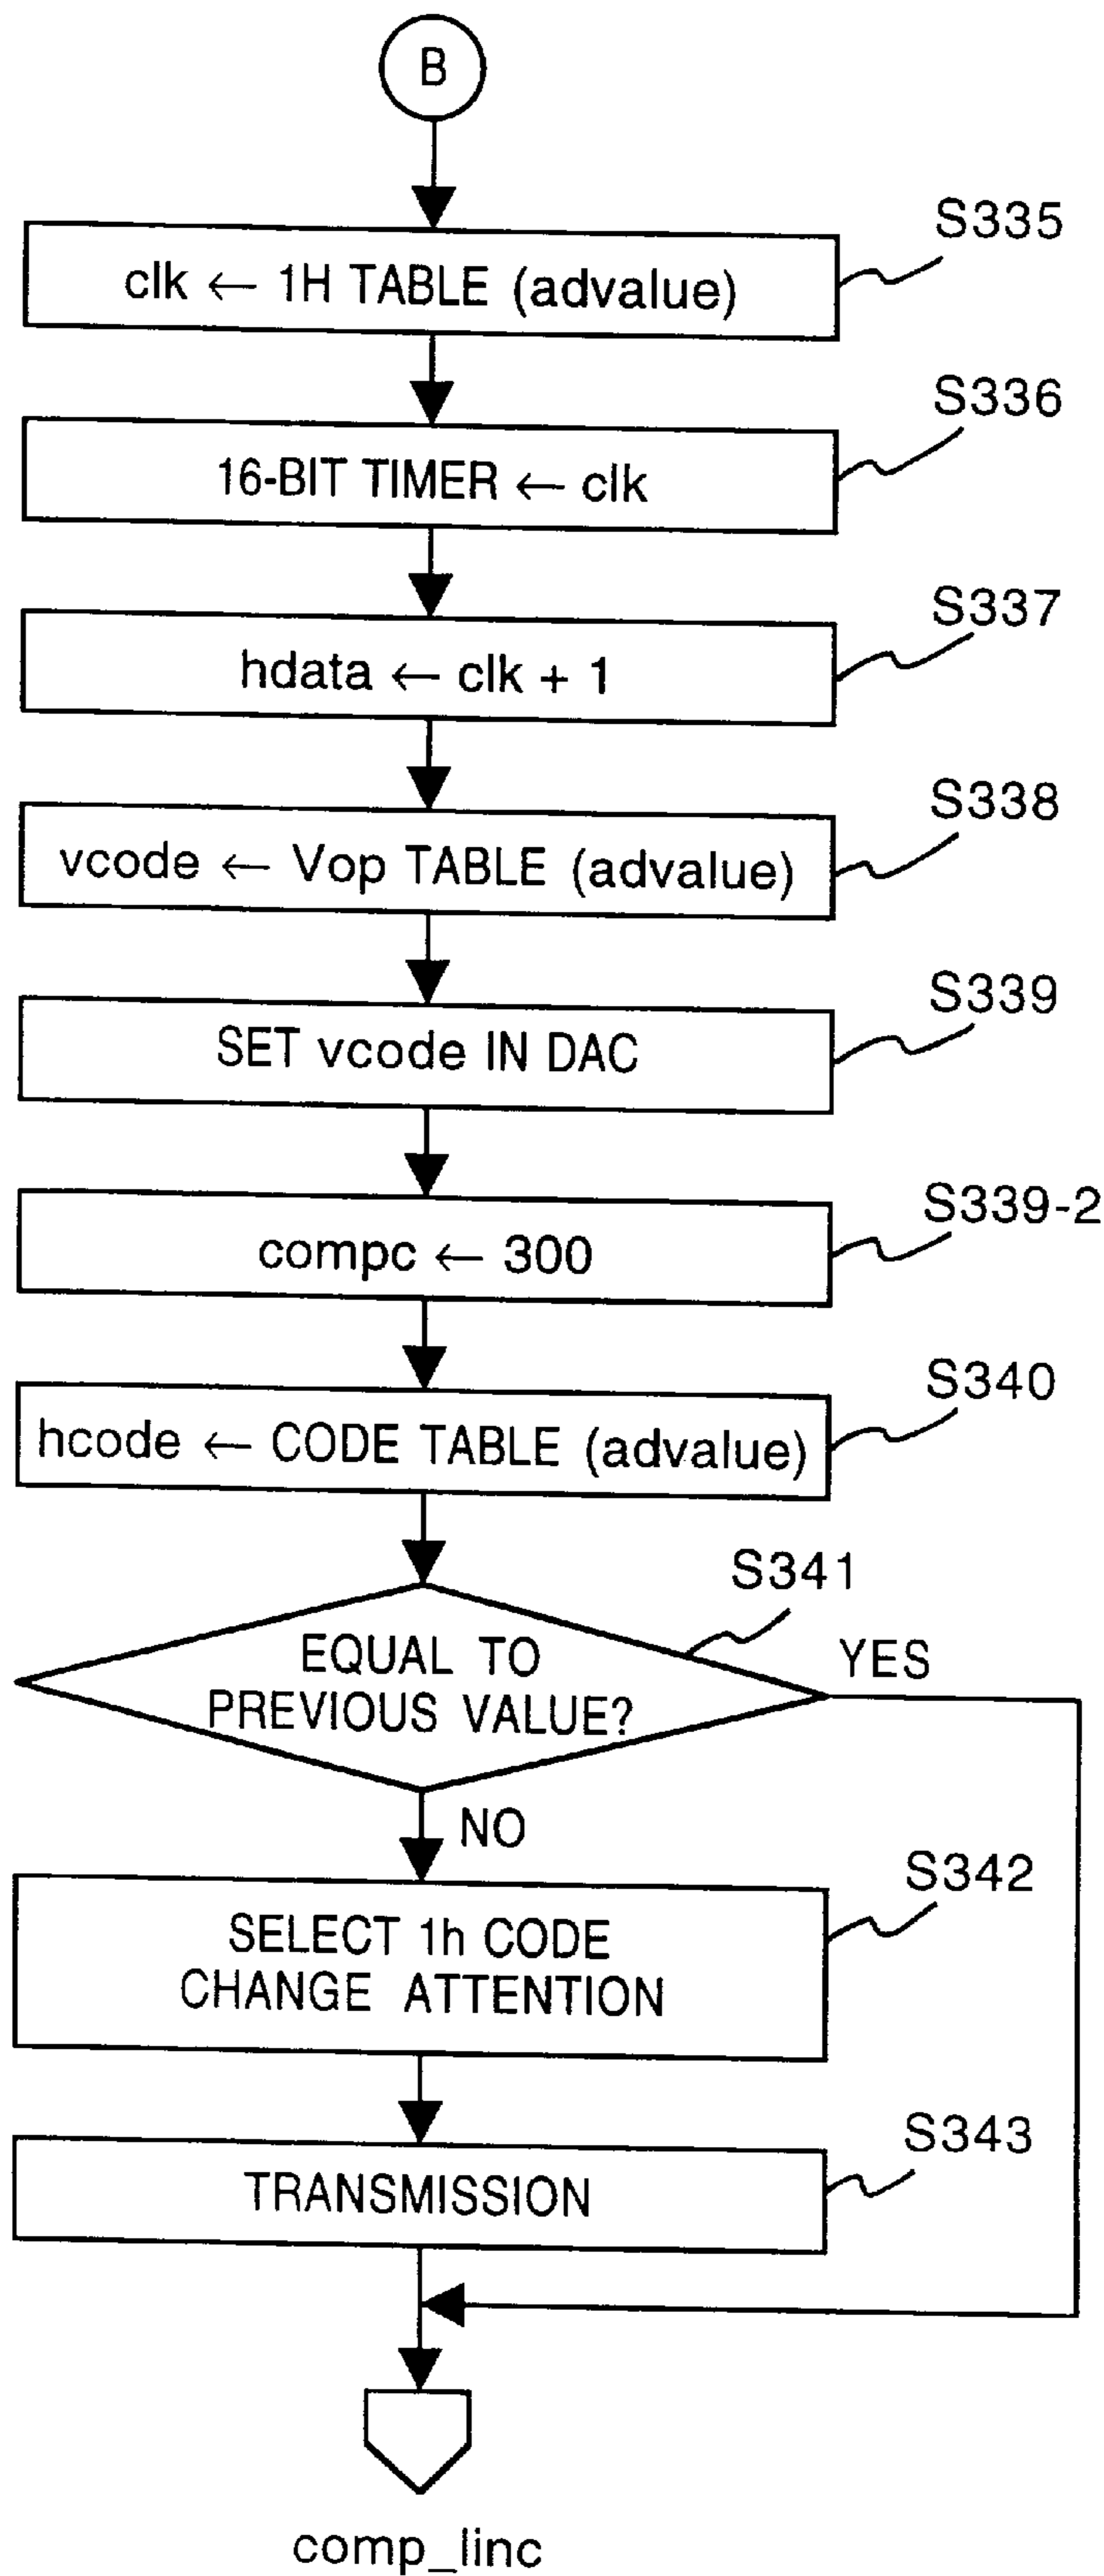 B
S335
clk ← 1H TABLE (advalue)
S336
16-BIT TIMER ← clk
S337
hdata ← clk + 1
S338
vcode ← Vop TABLE (advalue)
S339
SET vcode IN DAC
S339-2
compc ← 300
S340
hcode ← CODE TABLE (advalue)
S341
EQUAL TO
PREVIOUS VALUE?
YES
NO
S342
SELECT 1h CODE
CHANGE ATTENTION
S343
TRANSMISSION
comp_linc